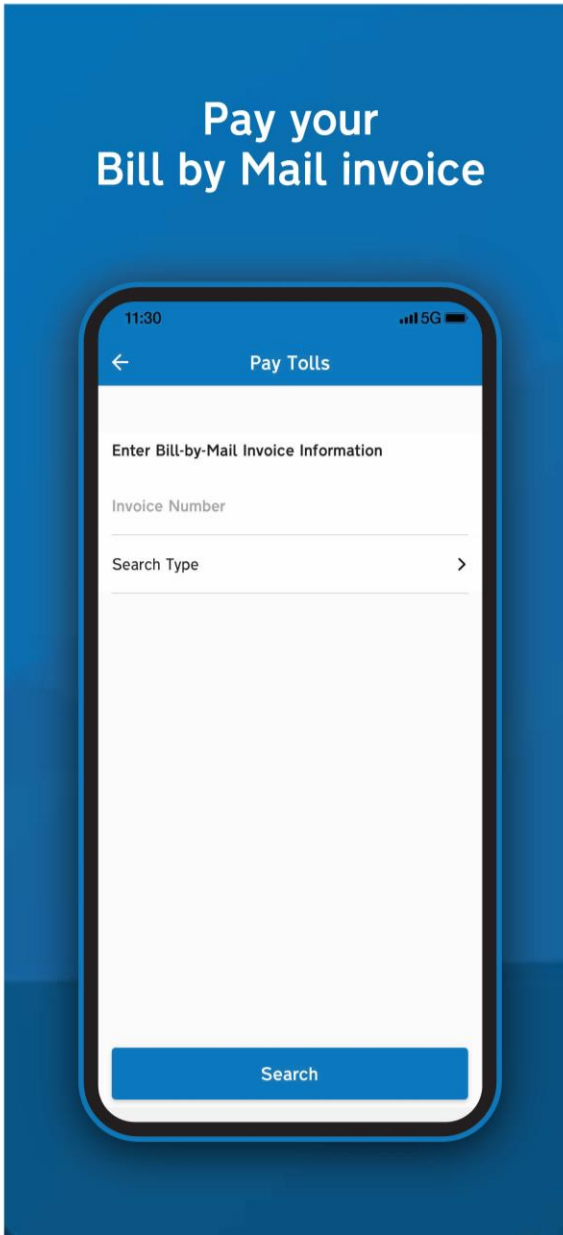 Pay your
Bill by Mail invoice
11:30 5G
Pay Tolls
Enter Bill-by-Mail Invoice Information
Invoice Number
Search Type
Search